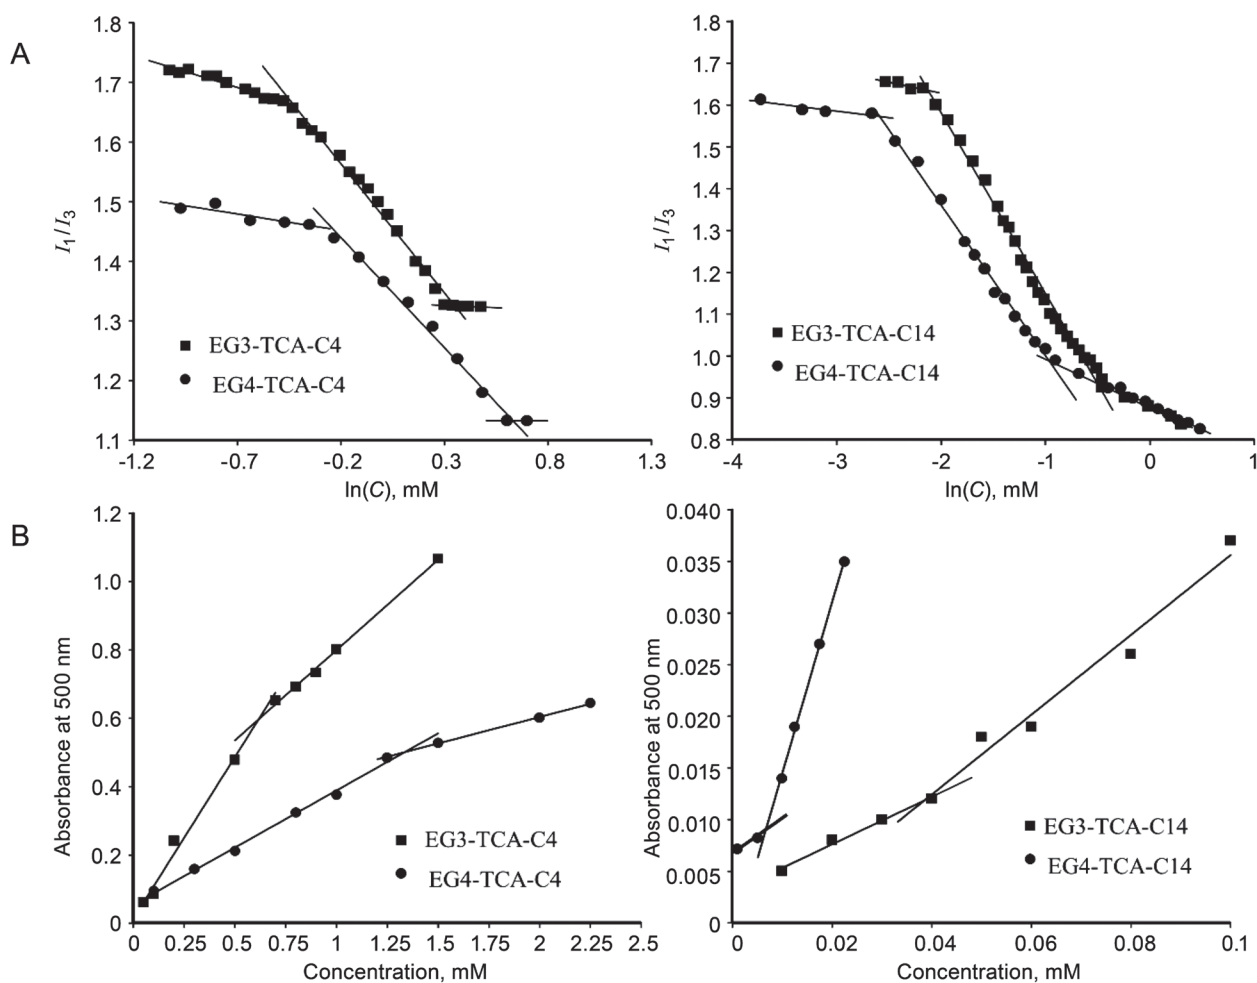 A
1.8
1.7
1.6
1.5
1.4
1.3
1.2
1.1
I1/I3
-1.2 -0.7 -0.2 0.3 0.8 1.3
ln(C), mM
EG3-TCA-C4
EG4-TCA-C4
1.8
1.7
1.6
1.5
1.4
1.3
1.2
1.1
1.0
0.9
0.8
I1/I3
-4 -3 -2 -1 0 1
ln(C), mM
EG3-TCA-C14
EG4-TCA-C14
B
1.2
1.0
0.8
0.6
0.4
0.2
0
Absorbance at 500 nm
0 0.25 0.5 0.75 1 1.25 1.5 1.75 2 2.25 2.5
Concentration, mM
EG3-TCA-C4
EG4-TCA-C4
0.040
0.035
0.030
0.025
0.020
0.015
0.010
0.005
0
Absorbance at 500 nm
0 0.02 0.04 0.06 0.08 0.1
Concentration, mM
EG3-TCA-C14
EG4-TCA-C14